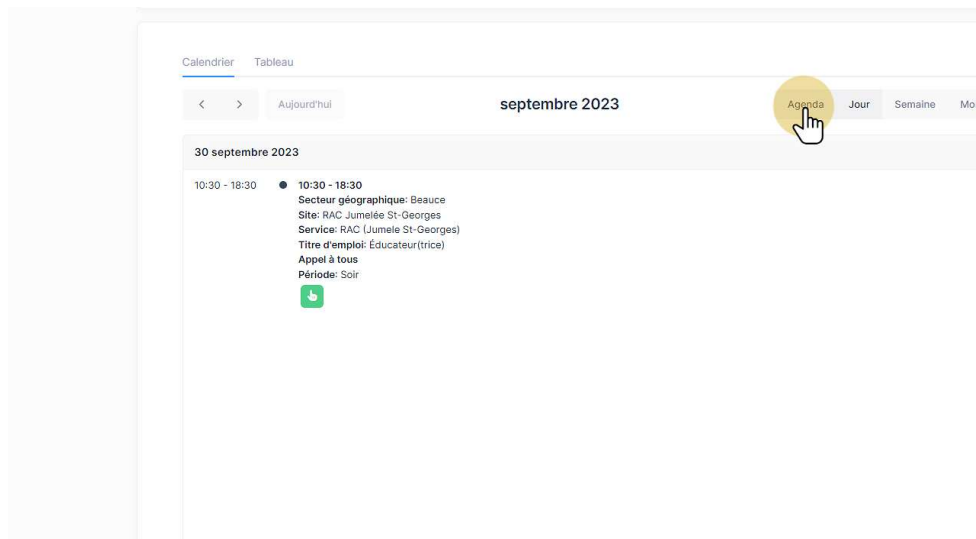 Calendrier Tableau
Aujourd'hui septembre 2023 Agenda Jour Semaine
30 septembre 2023
10:30 - 18:30 10:30 - 18:30
Secteur géographique: Beauce
Site: RAC Jumelée St-Georges
Service: RAC (Jumele St-Georges)
Titre d'emploi: Éducateur(trice)
Appel à tous
Période: Soir